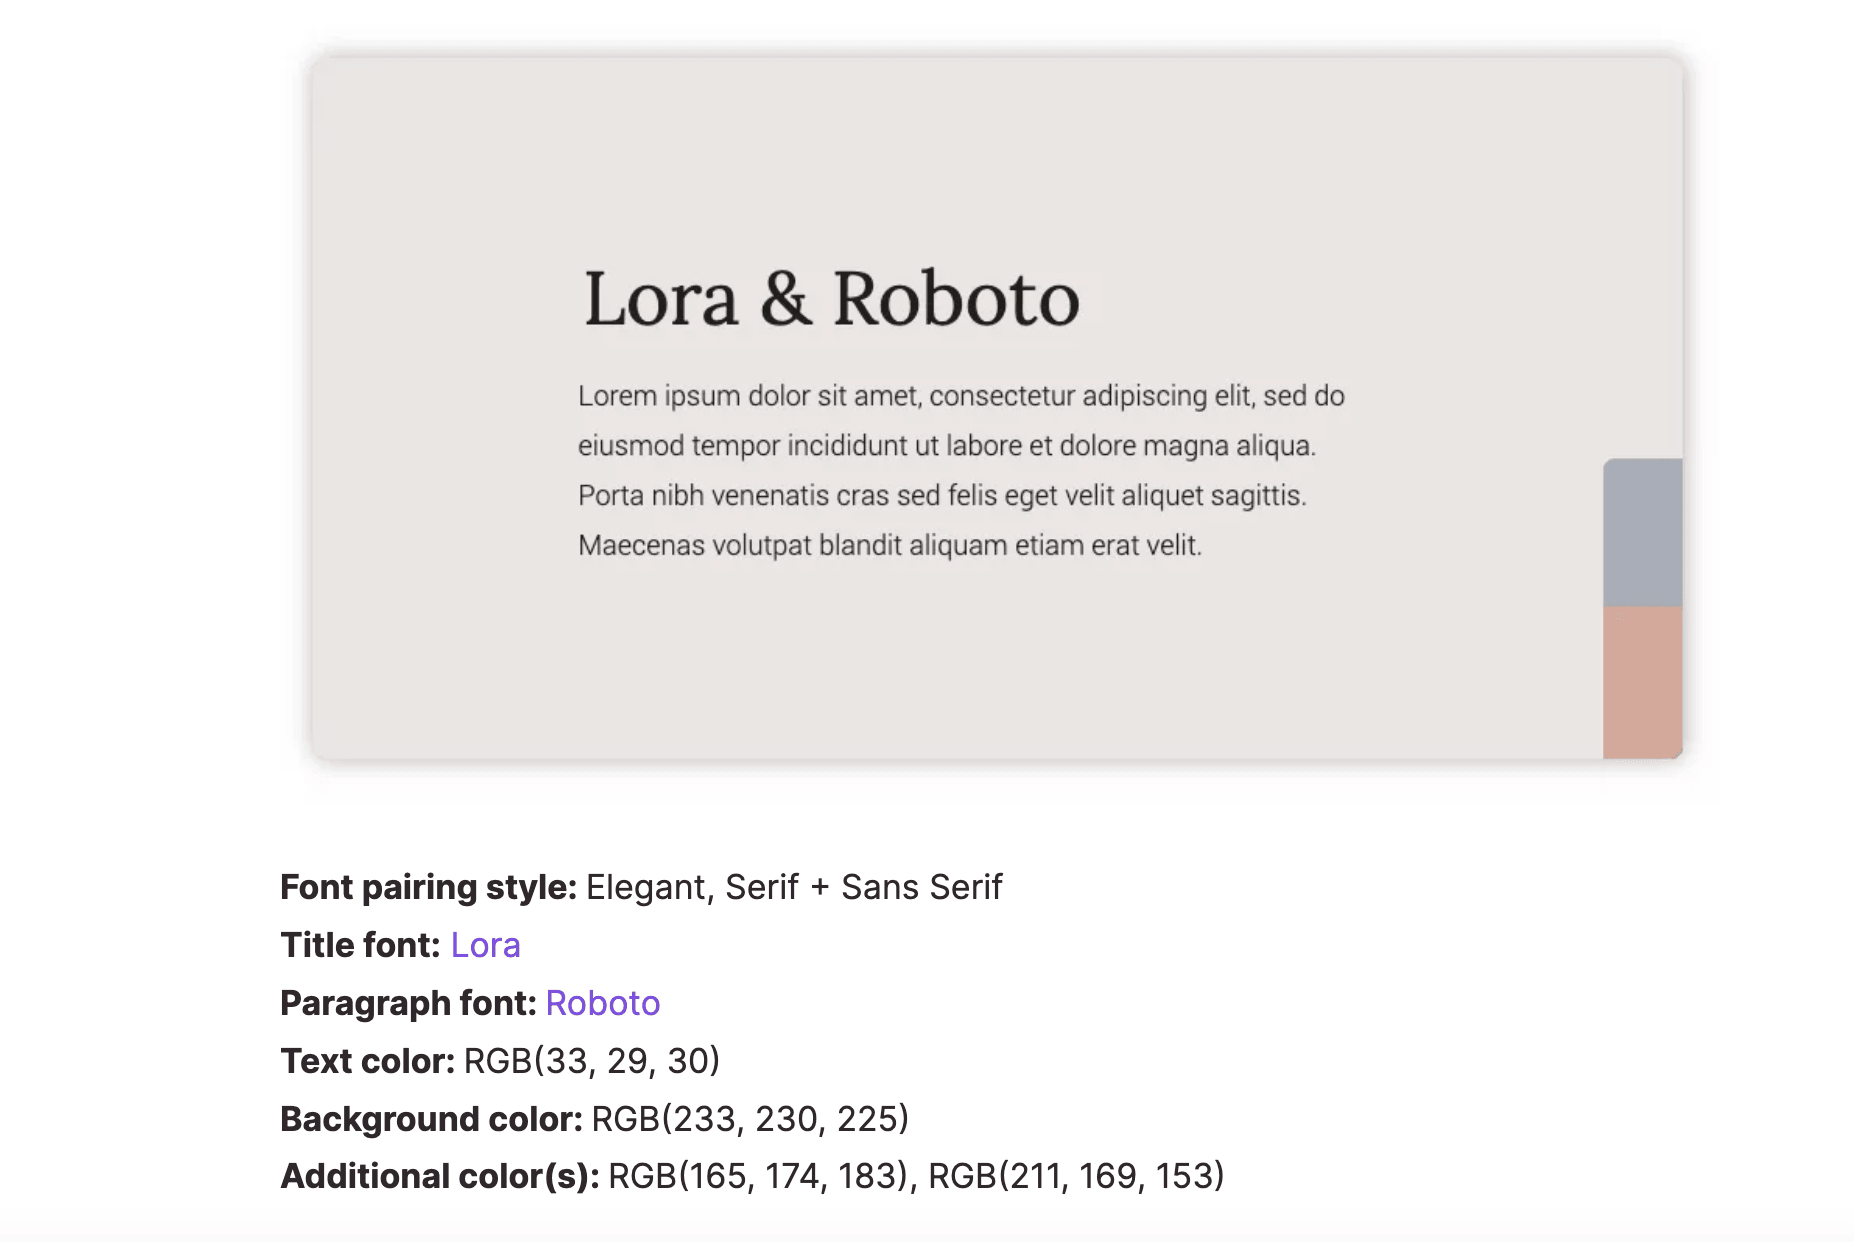 Lora & Roboto
Lorem ipsum dolor sit amet, consectetur adipiscing elit, sed do
eiusmod tempor incididunt ut labore et dolore magna aliqua.
Porta nibh venenatis cras sed felis eget velit aliquet sagittis.
Maecenas volutpat blandit aliquam etiam erat velit.
Font pairing style: Elegant, Serif + Sans Serif
Title font: Lora
Paragraph font: Roboto
Text color: RGB(33, 29, 30)
Background color: RGB(233, 230, 225)
Additional color(s): RGB(165, 174, 183), RGB(211, 169, 153)